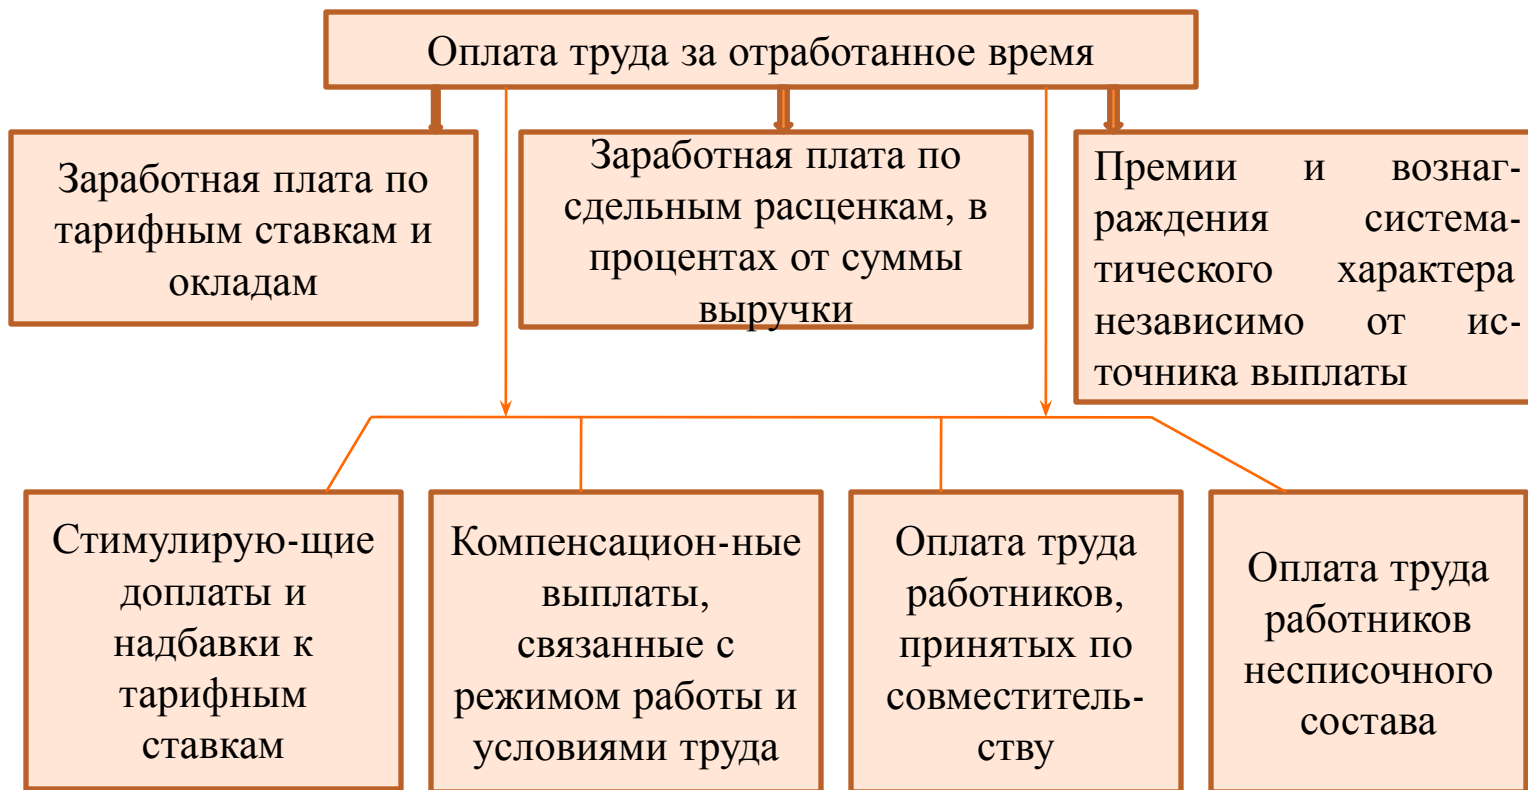 Оплата труда за отработанное время
Заработная плата по
тарифным ставкам и
окладам
Заработная плата по
сдельным расценкам, в
процентах от суммы
выручки
Премии и вознаг-
раждения система-
тического характера
независимо от ис-
точника выплаты
Стимулирую-щие
доплаты и
надбавки к
тарифным
ставкам
Компенсацион-ные
выплаты,
связанные с
режимом работы и
условиями труда
Оплата труда
работников,
принятых по
совместитель-
ству
Оплата труда
работников
несписочного
состава